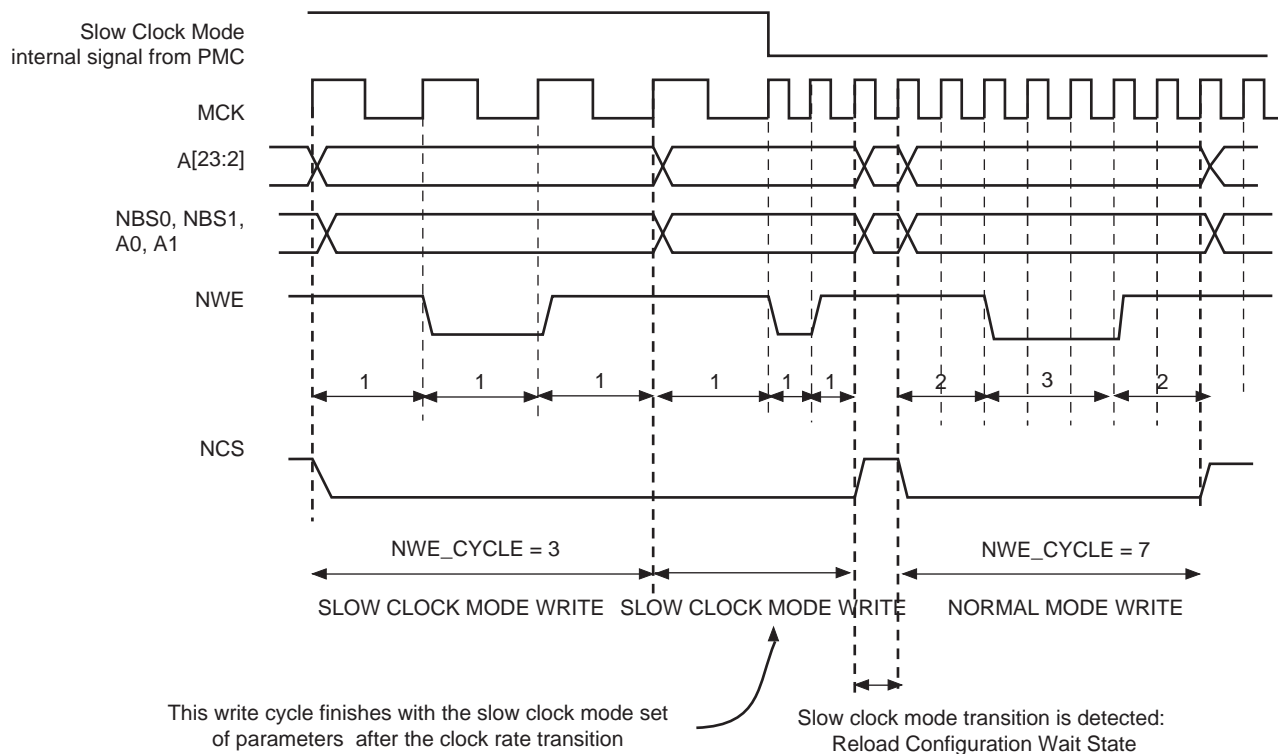 Slow Clock Mode
internal signal from PMC
MCK
A[23:2]
NBS0, NBS1,
A0, A1
NWE
1 1 1 1 1 1 2 3 2
NCS
NWE_CYCLE = 3 NWE_CYCLE = 7
SLOW CLOCK MODE WRITE SLOW CLOCK MODE WRITE NORMAL MODE WRITE
This write cycle finishes with the slow clock mode set
of parameters after the clock rate transition
Slow clock mode transition is detected:
Reload Configuration Wait State